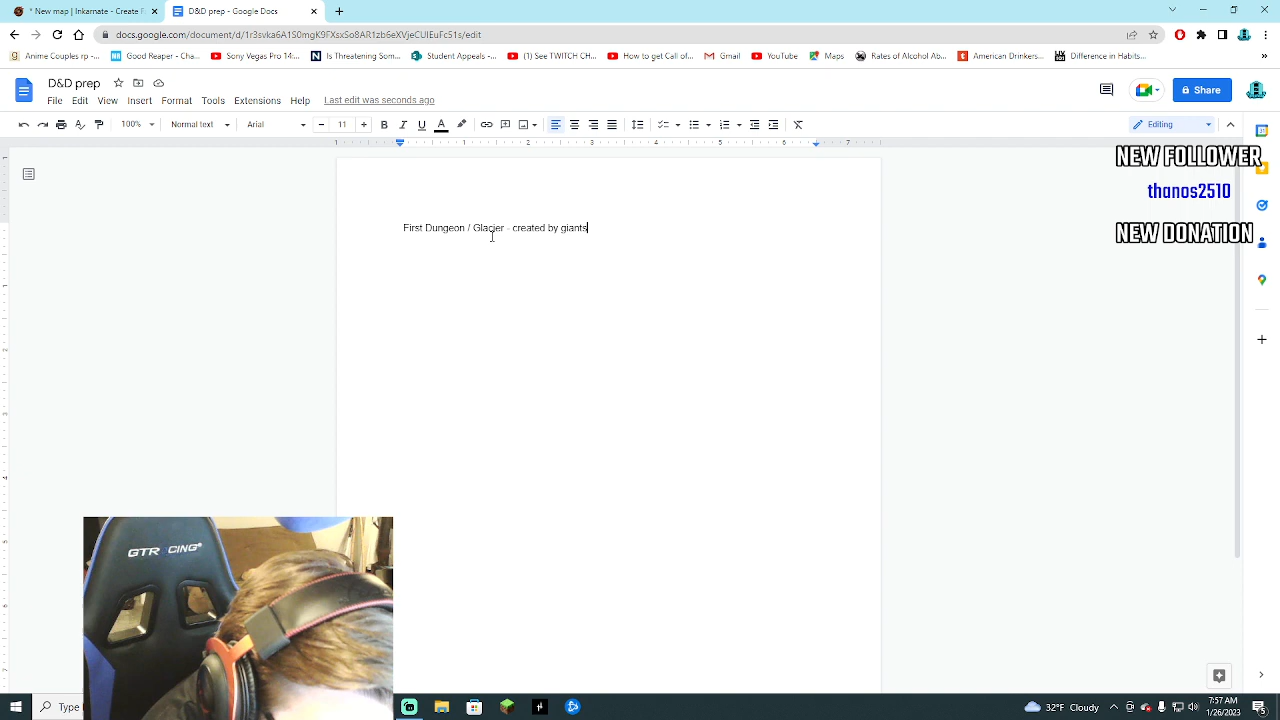 * New map | Inkarnate - Create F
D&D prep - Google Docs
docs.google.com/document/d/1r3svka6A1S0mgK9FXsxSo8AR1zb6eXVjeCUIEuFc51s/edit
Anime Coders - rep...
Good Reaper - Cha...
Sony Vegas Pro 14...
Is Threatening Som...
Student Appeals -...
(1) See TWITCH CH...
How to get Call of...
Gmail
YouTube
Maps
Rates of Alcohol Ab...
American Drinkers...
Difference in Habits...
D&D prep
File Edit View Insert Format Tools Extensions Help Last edit was seconds ago
Share
100% Normal text Arial 11 Editing
First Dungeon / Glacier - created by giants
NEW FOLLOWER
thanos2510
NEW DONATION
GTRACING
Type
32°F Cloudy
7:57 AM
1/26/2023